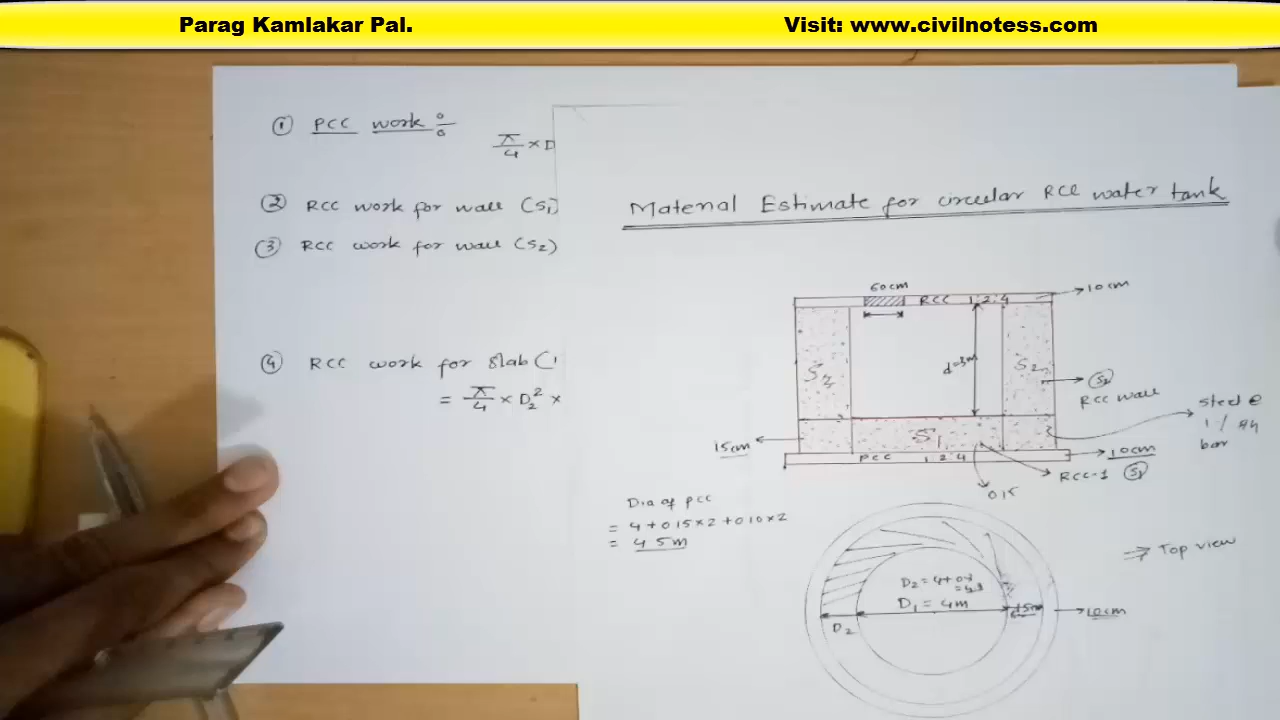 Parag Kamlakar Pal.
Visit: www.civilnotess.com
① PCC work :
π/4 × D
② RCC work for wall (S1)
③ RCC work for wall (S2)
④ RCC work for slab (
= π/4 × D2² ×
Material Estimate for circular RCC water tank
60cm
RCC 1:2:4
10cm
d=3m
S2
S2
S2
RCC wall
Steel @
bar
S1
15cm
PCC 1:2:4
10cm
RCC-1 S1
0.15
Dia of PCC
= 4+0.15×2+0.10×2
= 4.5m
⇒ Top view
D1 = 4m
D2
10cm